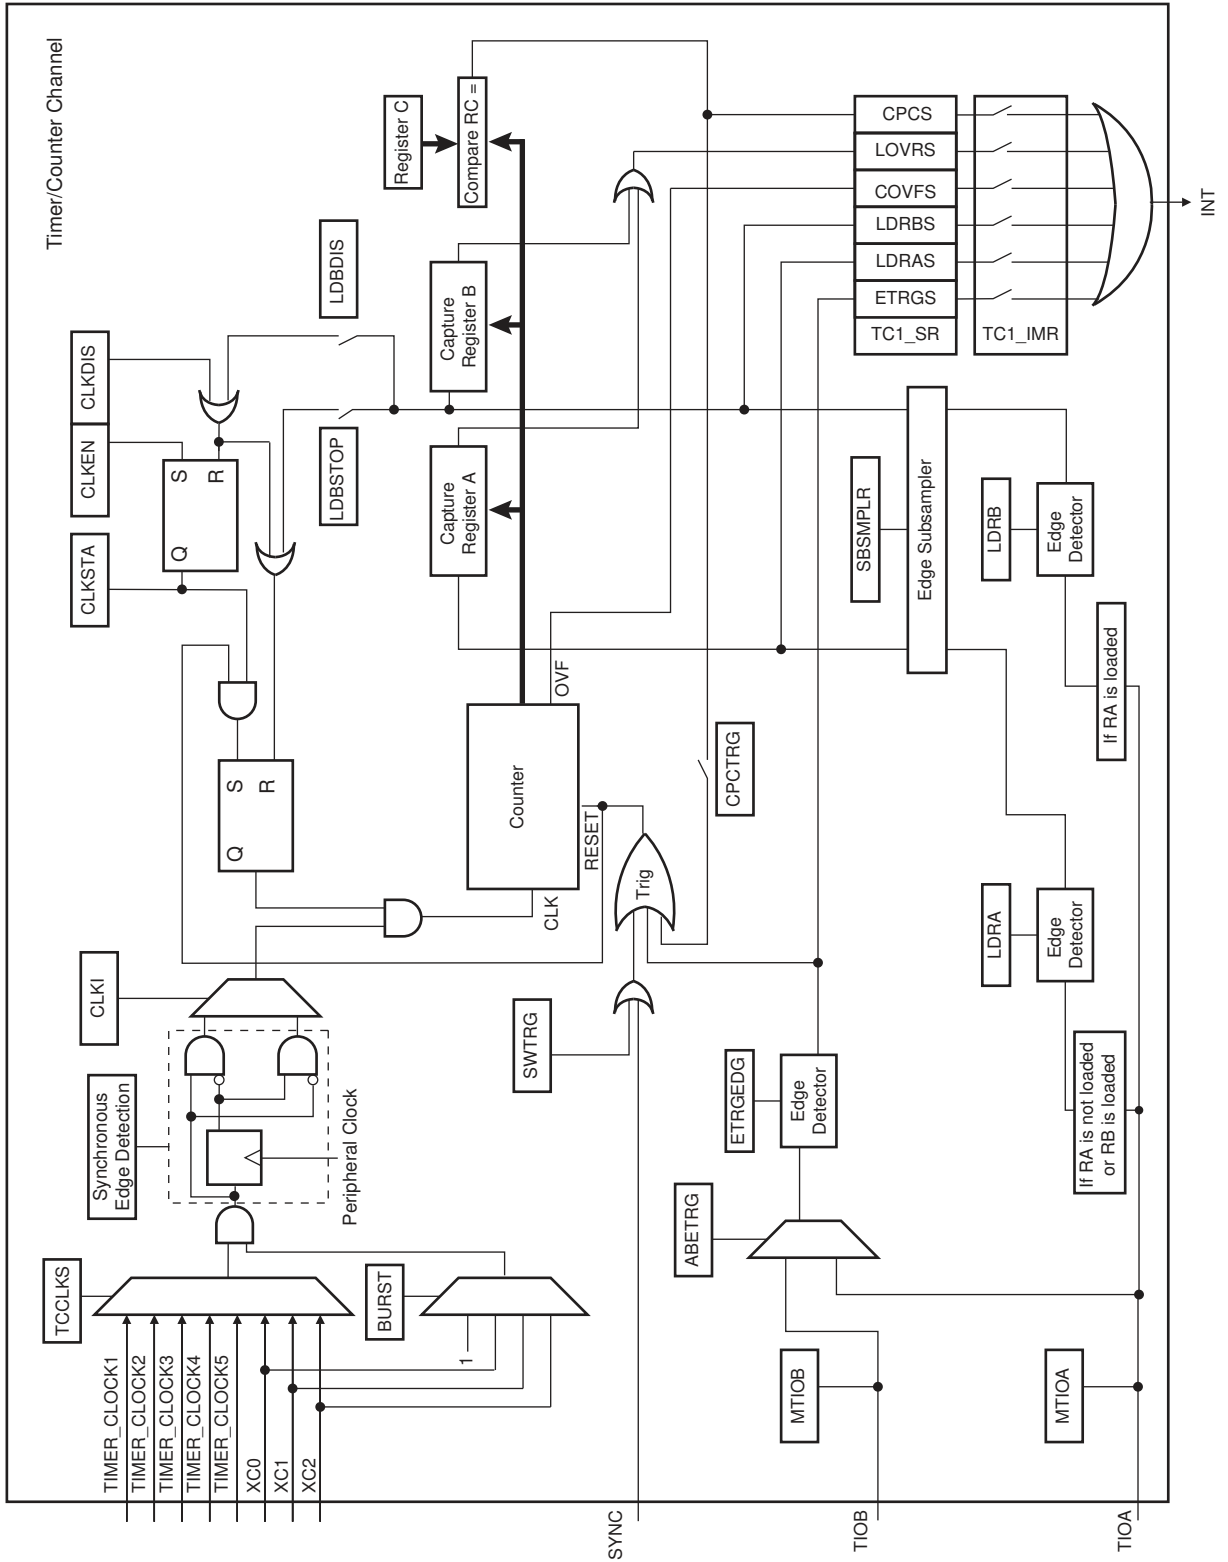 Timer/Counter Channel
TCCLKS
TIMER_CLOCK1
TIMER_CLOCK2
TIMER_CLOCK3
TIMER_CLOCK4
TIMER_CLOCK5
XC0
XC1
XC2
Synchronous
Edge Detection
CLKI
CLKSTA
CLKEN
CLKDIS
Q
S
R
Q
S
R
BURST
1
Peripheral Clock
LDBSTOP
LDBDIS
Register C
Capture
Register A
Capture
Register B
Compare RC =
Counter
CLK
OVF
RESET
SWTRG
Trig
SYNC
CPCTRG
ABETRG
ETRGEDG
Edge
Detector
MTIOB
TIOB
SBSMPLR
Edge Subsampler
CPCS
LOVRS
COVFS
LDRBS
LDRAS
ETRGS
TC1_SR
TC1_IMR
INT
LDRA
Edge
Detector
LDRB
Edge
Detector
If RA is not loaded
or RB is loaded
If RA is loaded
MTIOA
TIOA